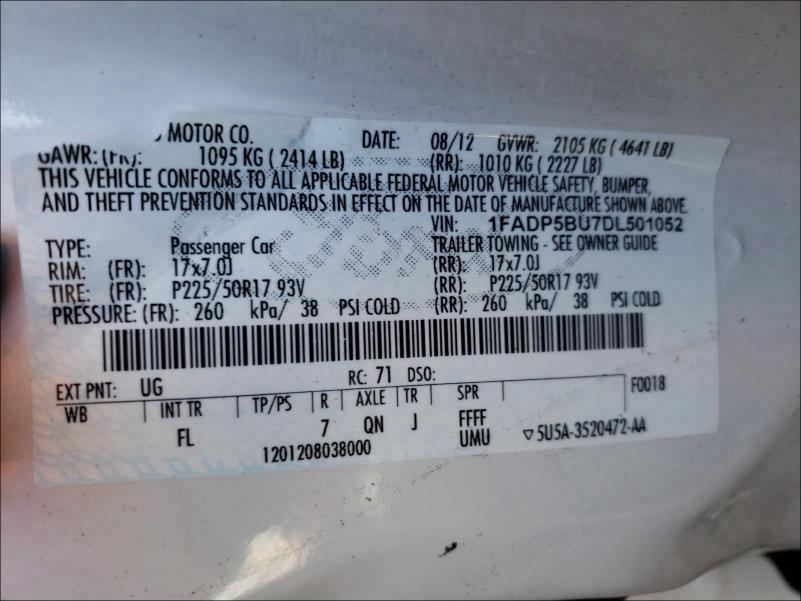 MOTOR CO. DATE: 08/12 GVWR: 2105 KG ( 4641 LB)
GAWR: (FR): 1095 KG ( 2414 LB) (RR): 1010 KG ( 2227 LB)
THIS VEHICLE CONFORMS TO ALL APPLICABLE FEDERAL MOTOR VEHICLE SAFETY, BUMPER,
AND THEFT PREVENTION STANDARDS IN EFFECT ON THE DATE OF MANUFACTURE SHOWN ABOVE.
VIN: 1FADP5BU7DL501052
TYPE: Passenger Car TRAILER TOWING - SEE OWNER GUIDE
RIM: (FR): 17x7.0J (RR): 17x7.0J
TIRE: (FR): P225/50R17 93V (RR): P225/50R17 93V
PRESSURE: (FR): 260 kPa/ 38 PSI COLD (RR): 260 kPa/ 38 PSI COLD
EXT PNT: UG RC: 71 DSO: F0018
WB INT TR TP/PS R AXLE TR SPR
FL 7 QN J FFFF
UMU
1201208038000 ▽5U5A-3520472-AA